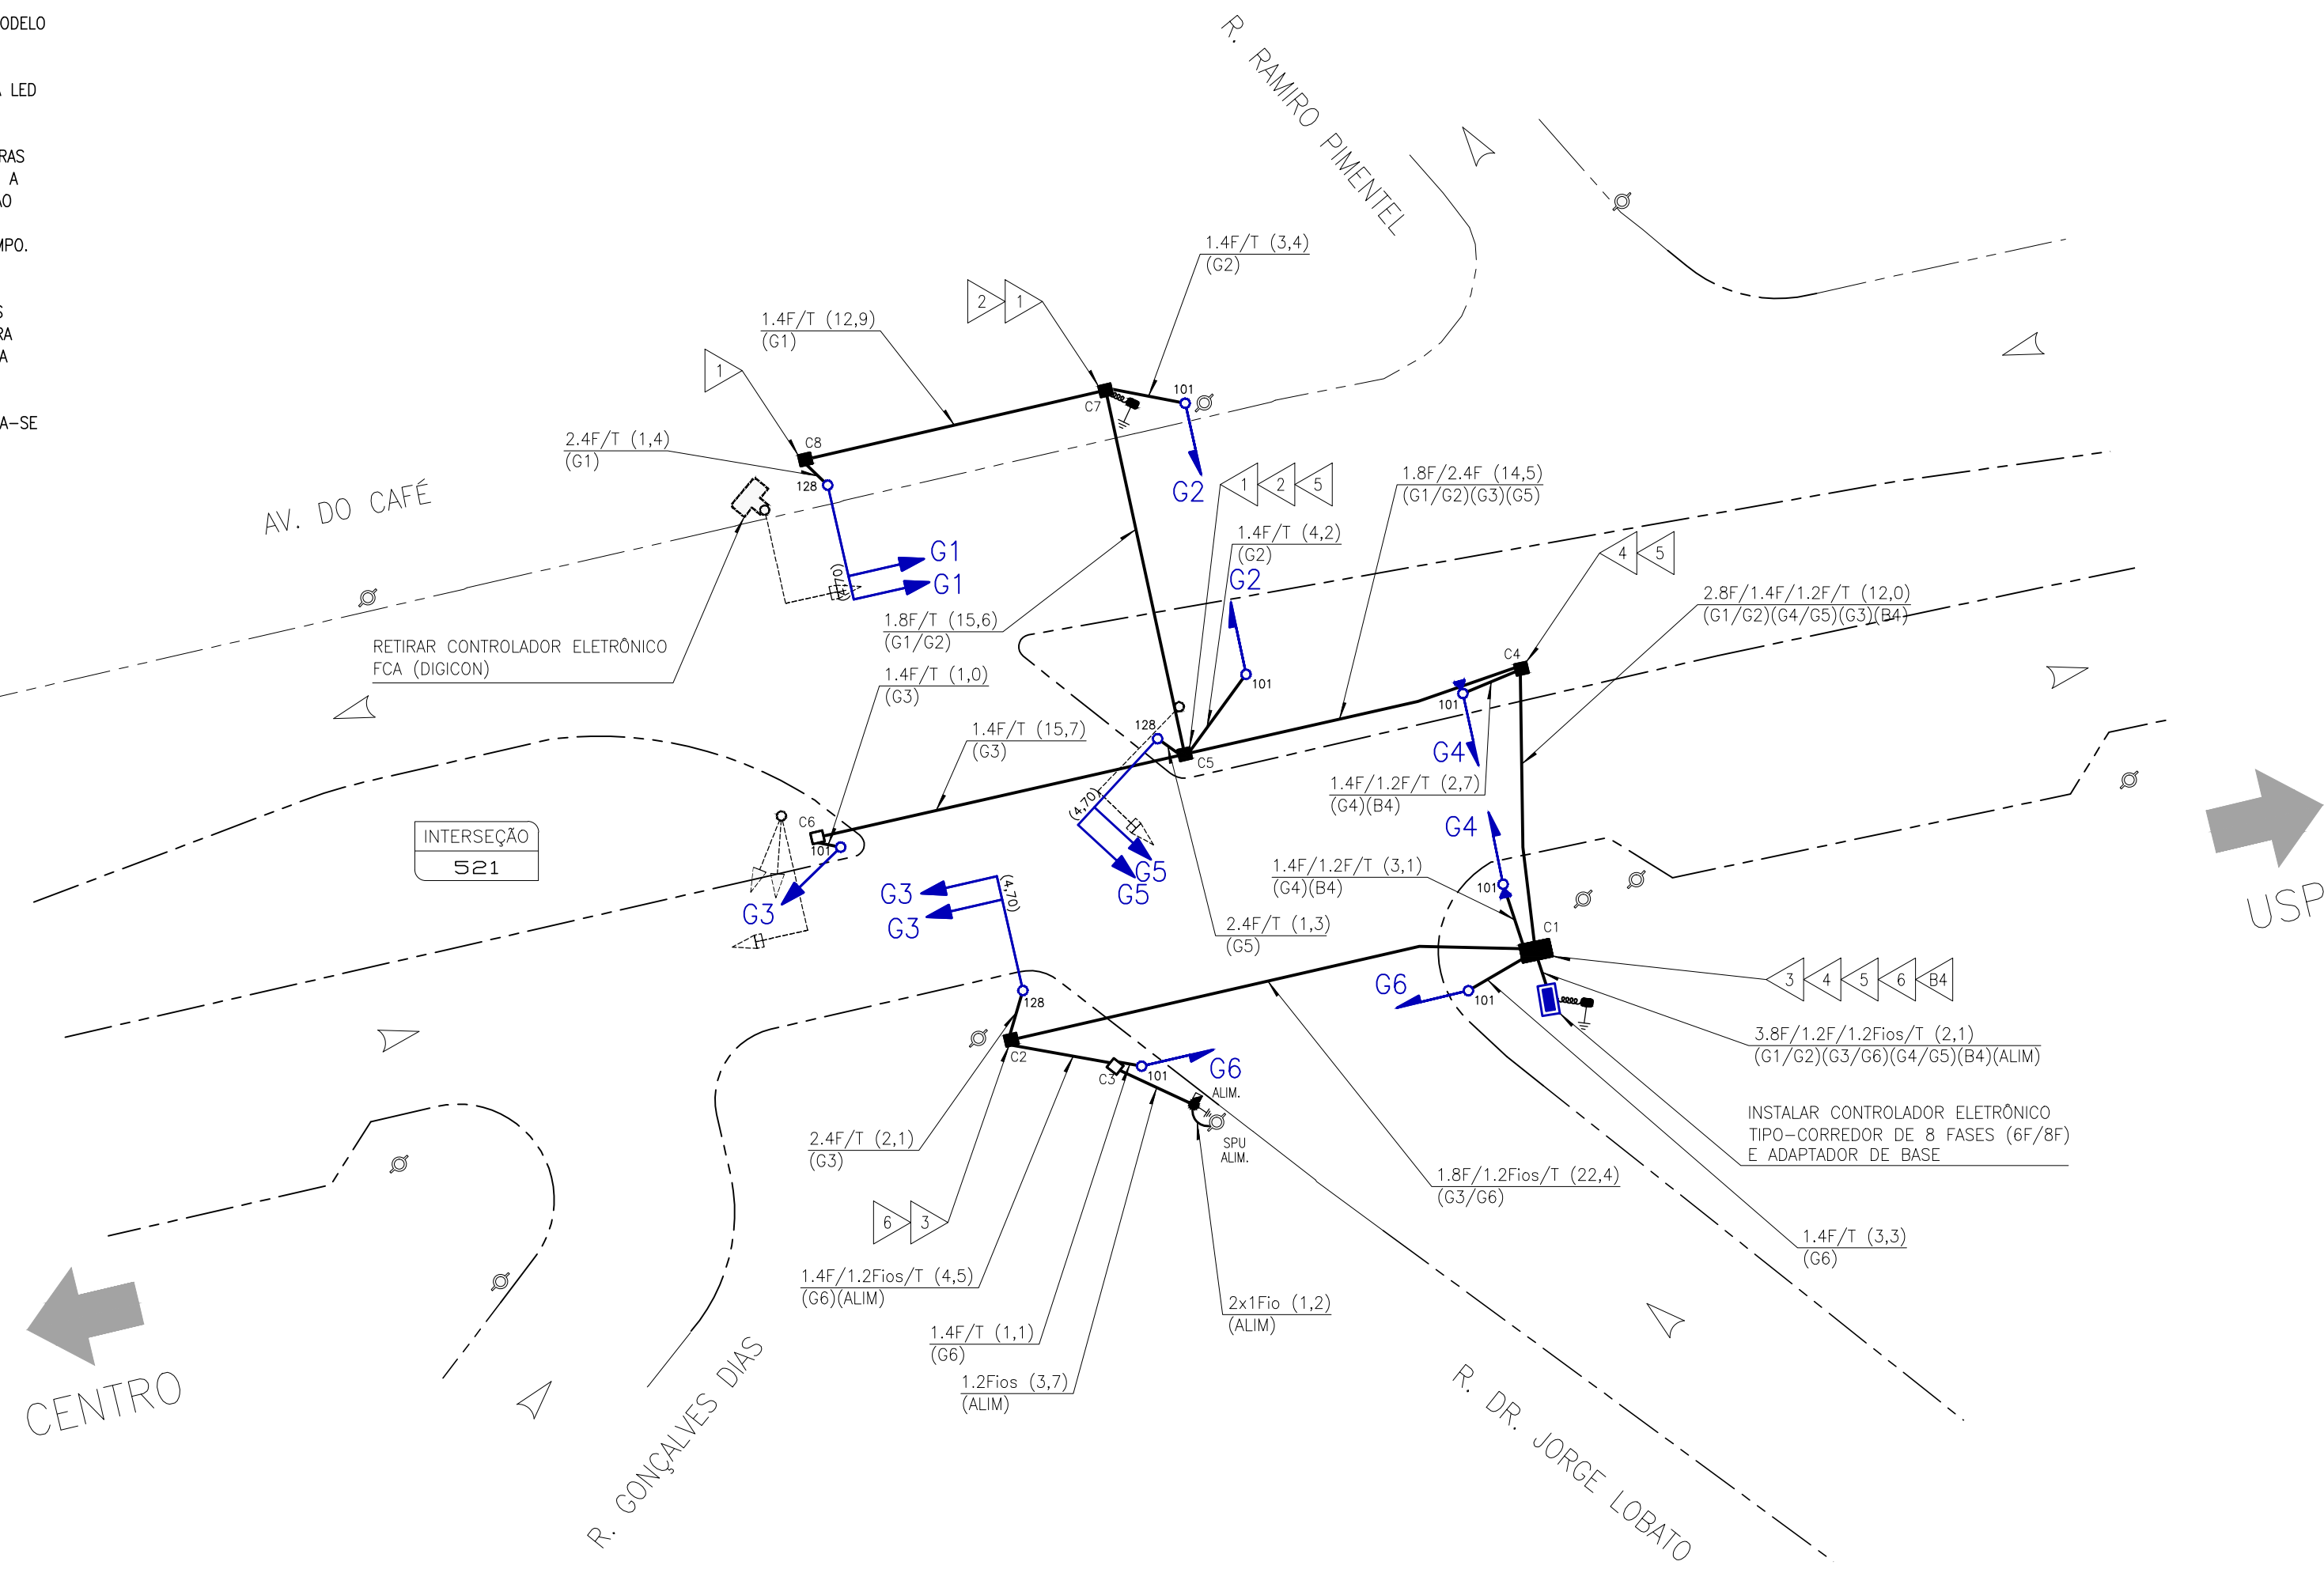 ODELO
LED
RAS
A
ÃO
MPO.
S
RA
A
A-SE
R. RAMIRO PIMENTEL
1.4F/T (3,4)
(G2)
2
1
1.4F/T (12,9)
(G1)
1
C7
101
2.4F/T (1,4)
(G1)
C8
128
G2
1
2
5
1.8F/2.4F (14,5)
(G1/G2)(G3)(G5)
AV. DO CAFÉ
1.4F/T (4,2)
(G2)
G1
G1
(4,70)
G2
4
5
2.8F/1.4F/1.2F/T (12,0)
(G1/G2)(G4/G5)(G3)(B4)
1.8F/T (15,6)
(G1/G2)
RETIRAR CONTROLADOR ELETRÔNICO
FCA (DIGICON)
1.4F/T (1,0)
(G3)
C4
101
101
1.4F/T (15,7)
(G3)
128
C5
G4
1.4F/1.2F/T (2,7)
(G4)(B4)
(4,70)
C6
101
G3
INTERSEÇÃO
521
G4
G5
G5
1.4F/1.2F/T (3,1)
(G4)(B4)
101
G3
G3
(4,70)
2.4F/T (1,3)
(G5)
C1
USP
G6
101
3
4
5
6
B4
128
C2
3.8F/1.2F/1.2Fios/T (2,1)
(G1/G2)(G3/G6)(G4/G5)(B4)(ALIM)
C3
101
G6
ALIM.
SPU
ALIM.
INSTALAR CONTROLADOR ELETRÔNICO
TIPO-CORREDOR DE 8 FASES (6F/8F)
E ADAPTADOR DE BASE
2.4F/T (2,1)
(G3)
1.8F/1.2Fios/T (22,4)
(G3/G6)
6
3
1.4F/T (3,3)
(G6)
1.4F/1.2Fios/T (4,5)
(G6)(ALIM)
2x1Fio (1,2)
(ALIM)
1.4F/T (1,1)
(G6)
1.2Fios (3,7)
(ALIM)
CENTRO
R. GONÇALVES DIAS
R. DR. JORGE LOBATO